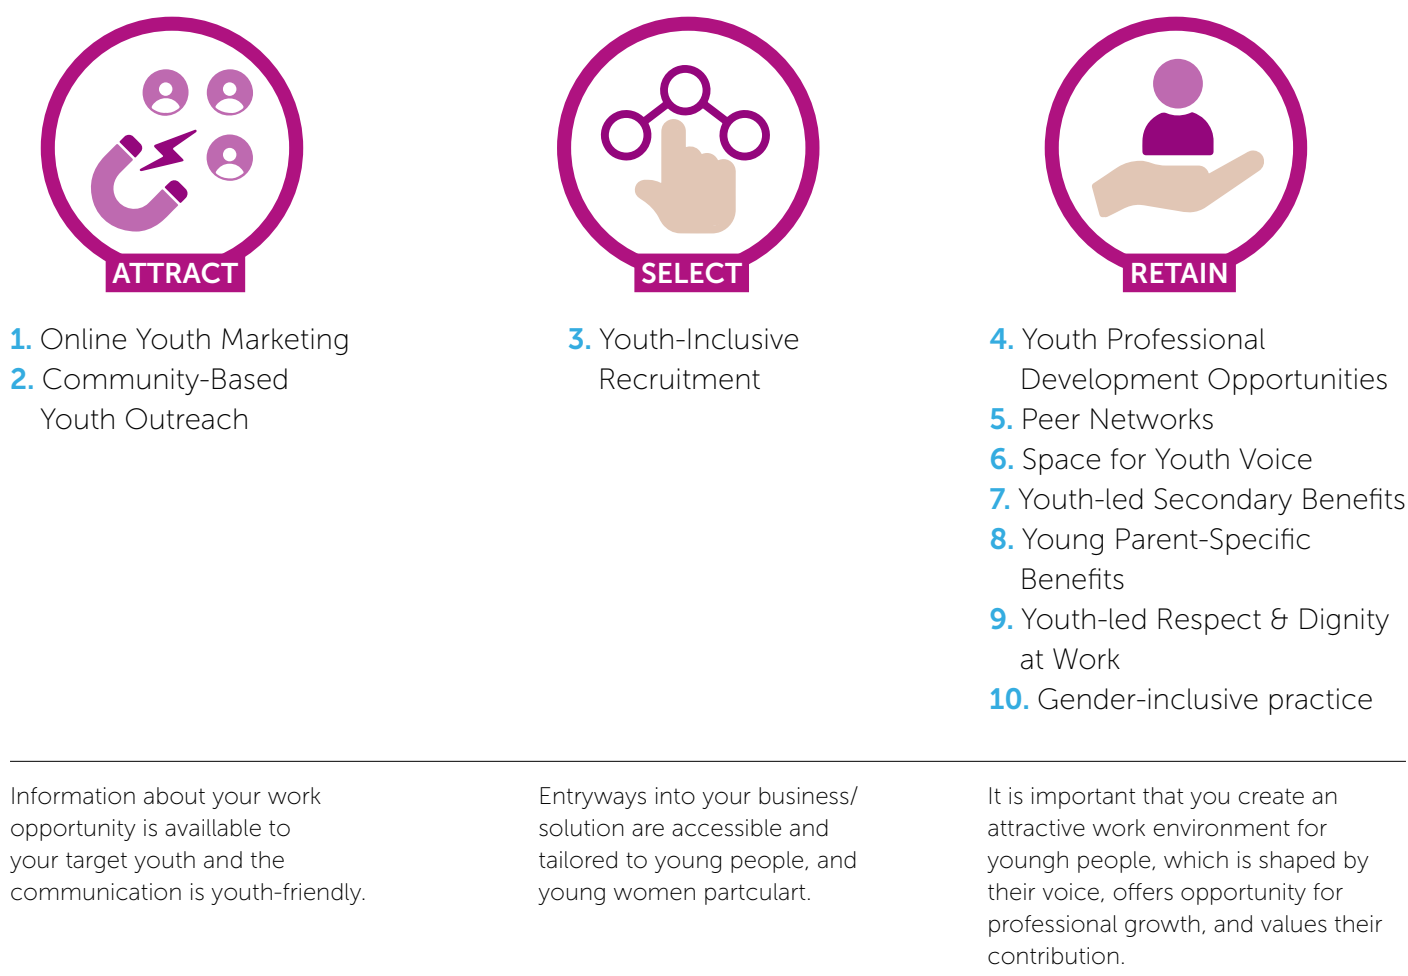 ATTRACT
1. Online Youth Marketing
2. Community-Based
Youth Outreach
Information about your work
opportunity is availlable to
your target youth and the
communication is youth-friendly.
SELECT
3. Youth-Inclusive
Recruitment
Entryways into your business/
solution are accessible and
tailored to young people, and
young women partculart.
RETAIN
4. Youth Professional
Development Opportunities
5. Peer Networks
6. Space for Youth Voice
7. Youth-led Secondary Benefits
8. Young Parent-Specific
Benefits
9. Youth-led Respect & Dignity
at Work
10. Gender-inclusive practice
It is important that you create an
attractive work environment for
youngh people, which is shaped by
their voice, offers opportunity for
professional growth, and values their
contribution.